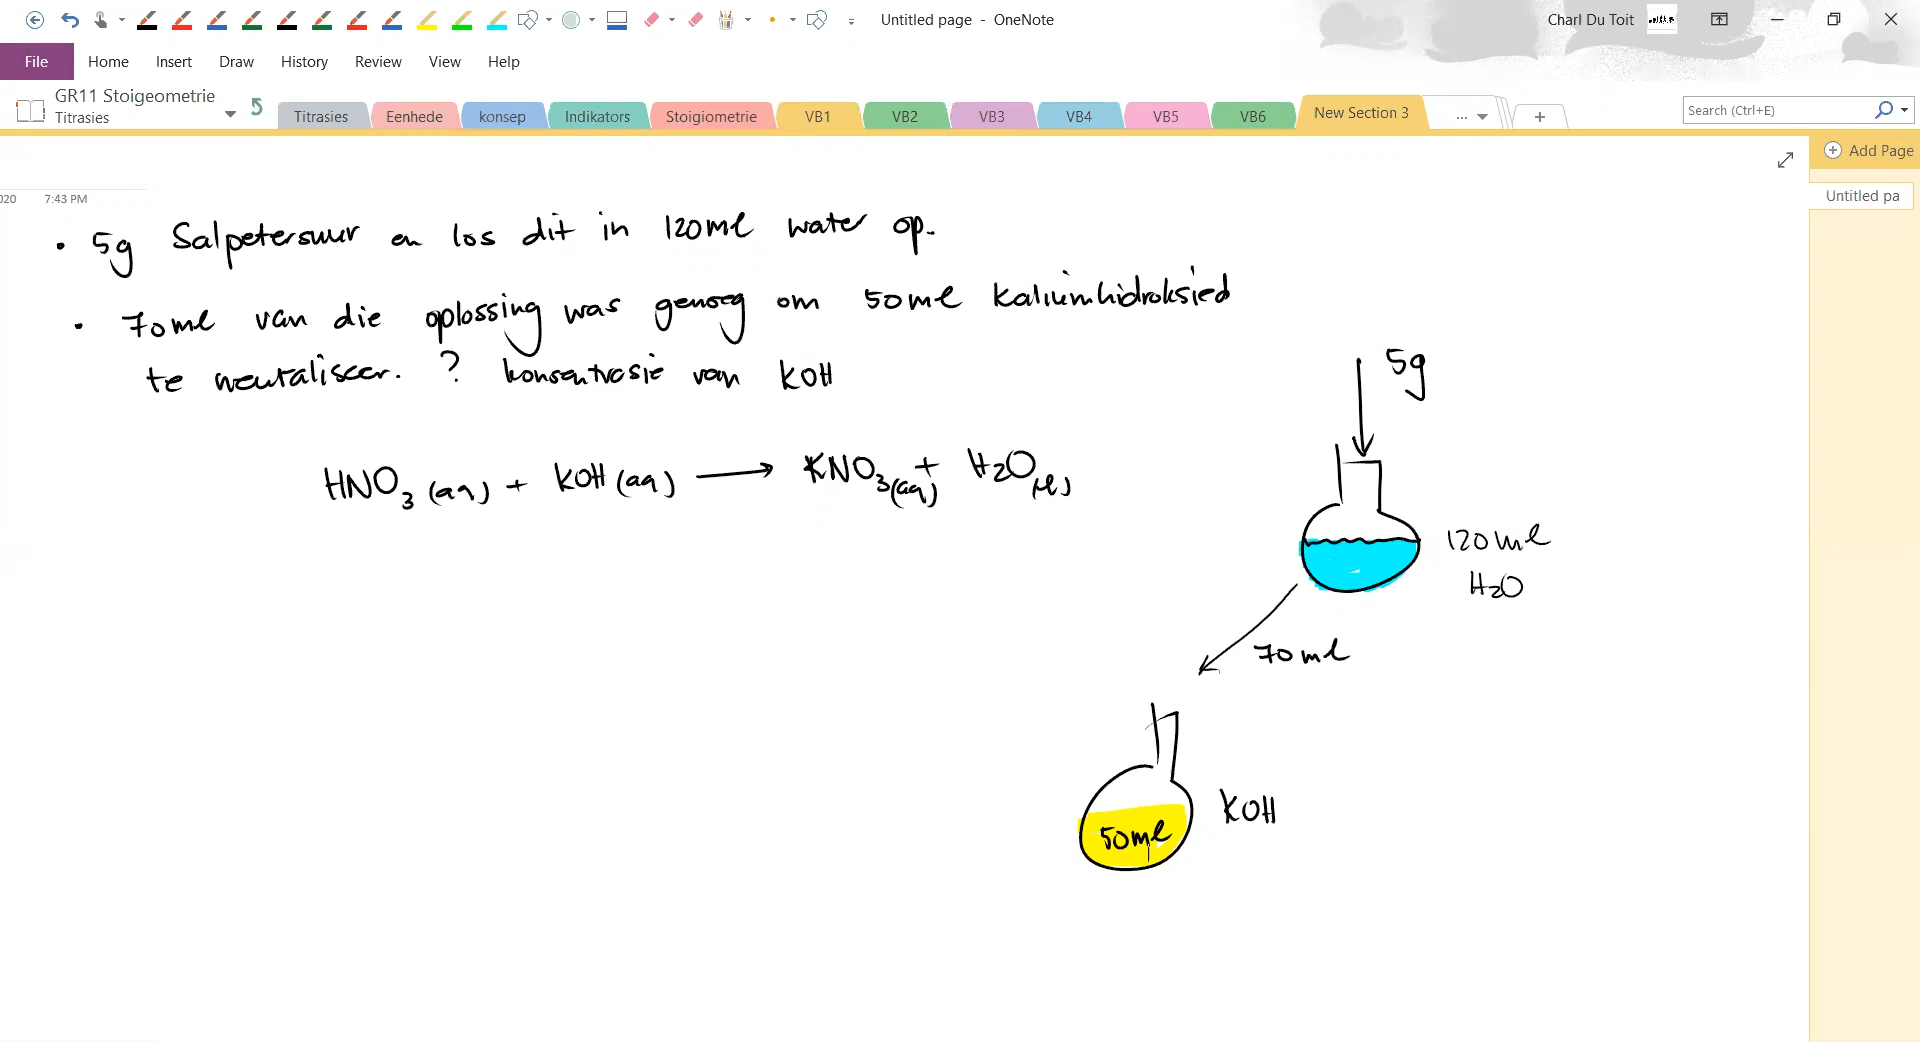 Untitled page - OneNote
Charl Du Toit
File Home Insert Draw History Review View Help
GR11 Stoigeometrie
Titrasies
Titrasies Eenhede konsep Indikators Stoigiometrie VB1 VB2 VB3 VB4 VB5 VB6 New Section 3 ... +
Search (Ctrl+E)
Add Page
Untitled pa
020 7:43 PM
• 5g Salpetersuur en los dit in 120ml water op.
• 70ml van die oplossing was genoeg om 50ml kaliumhidroksied
te neutaliseer. ? konsentrasie van KOH
5g
HNO₃ (aq) + KOH (aq) → KNO₃ (aq) + H₂O (l)
120ml
H₂O
70ml
KOH
50ml